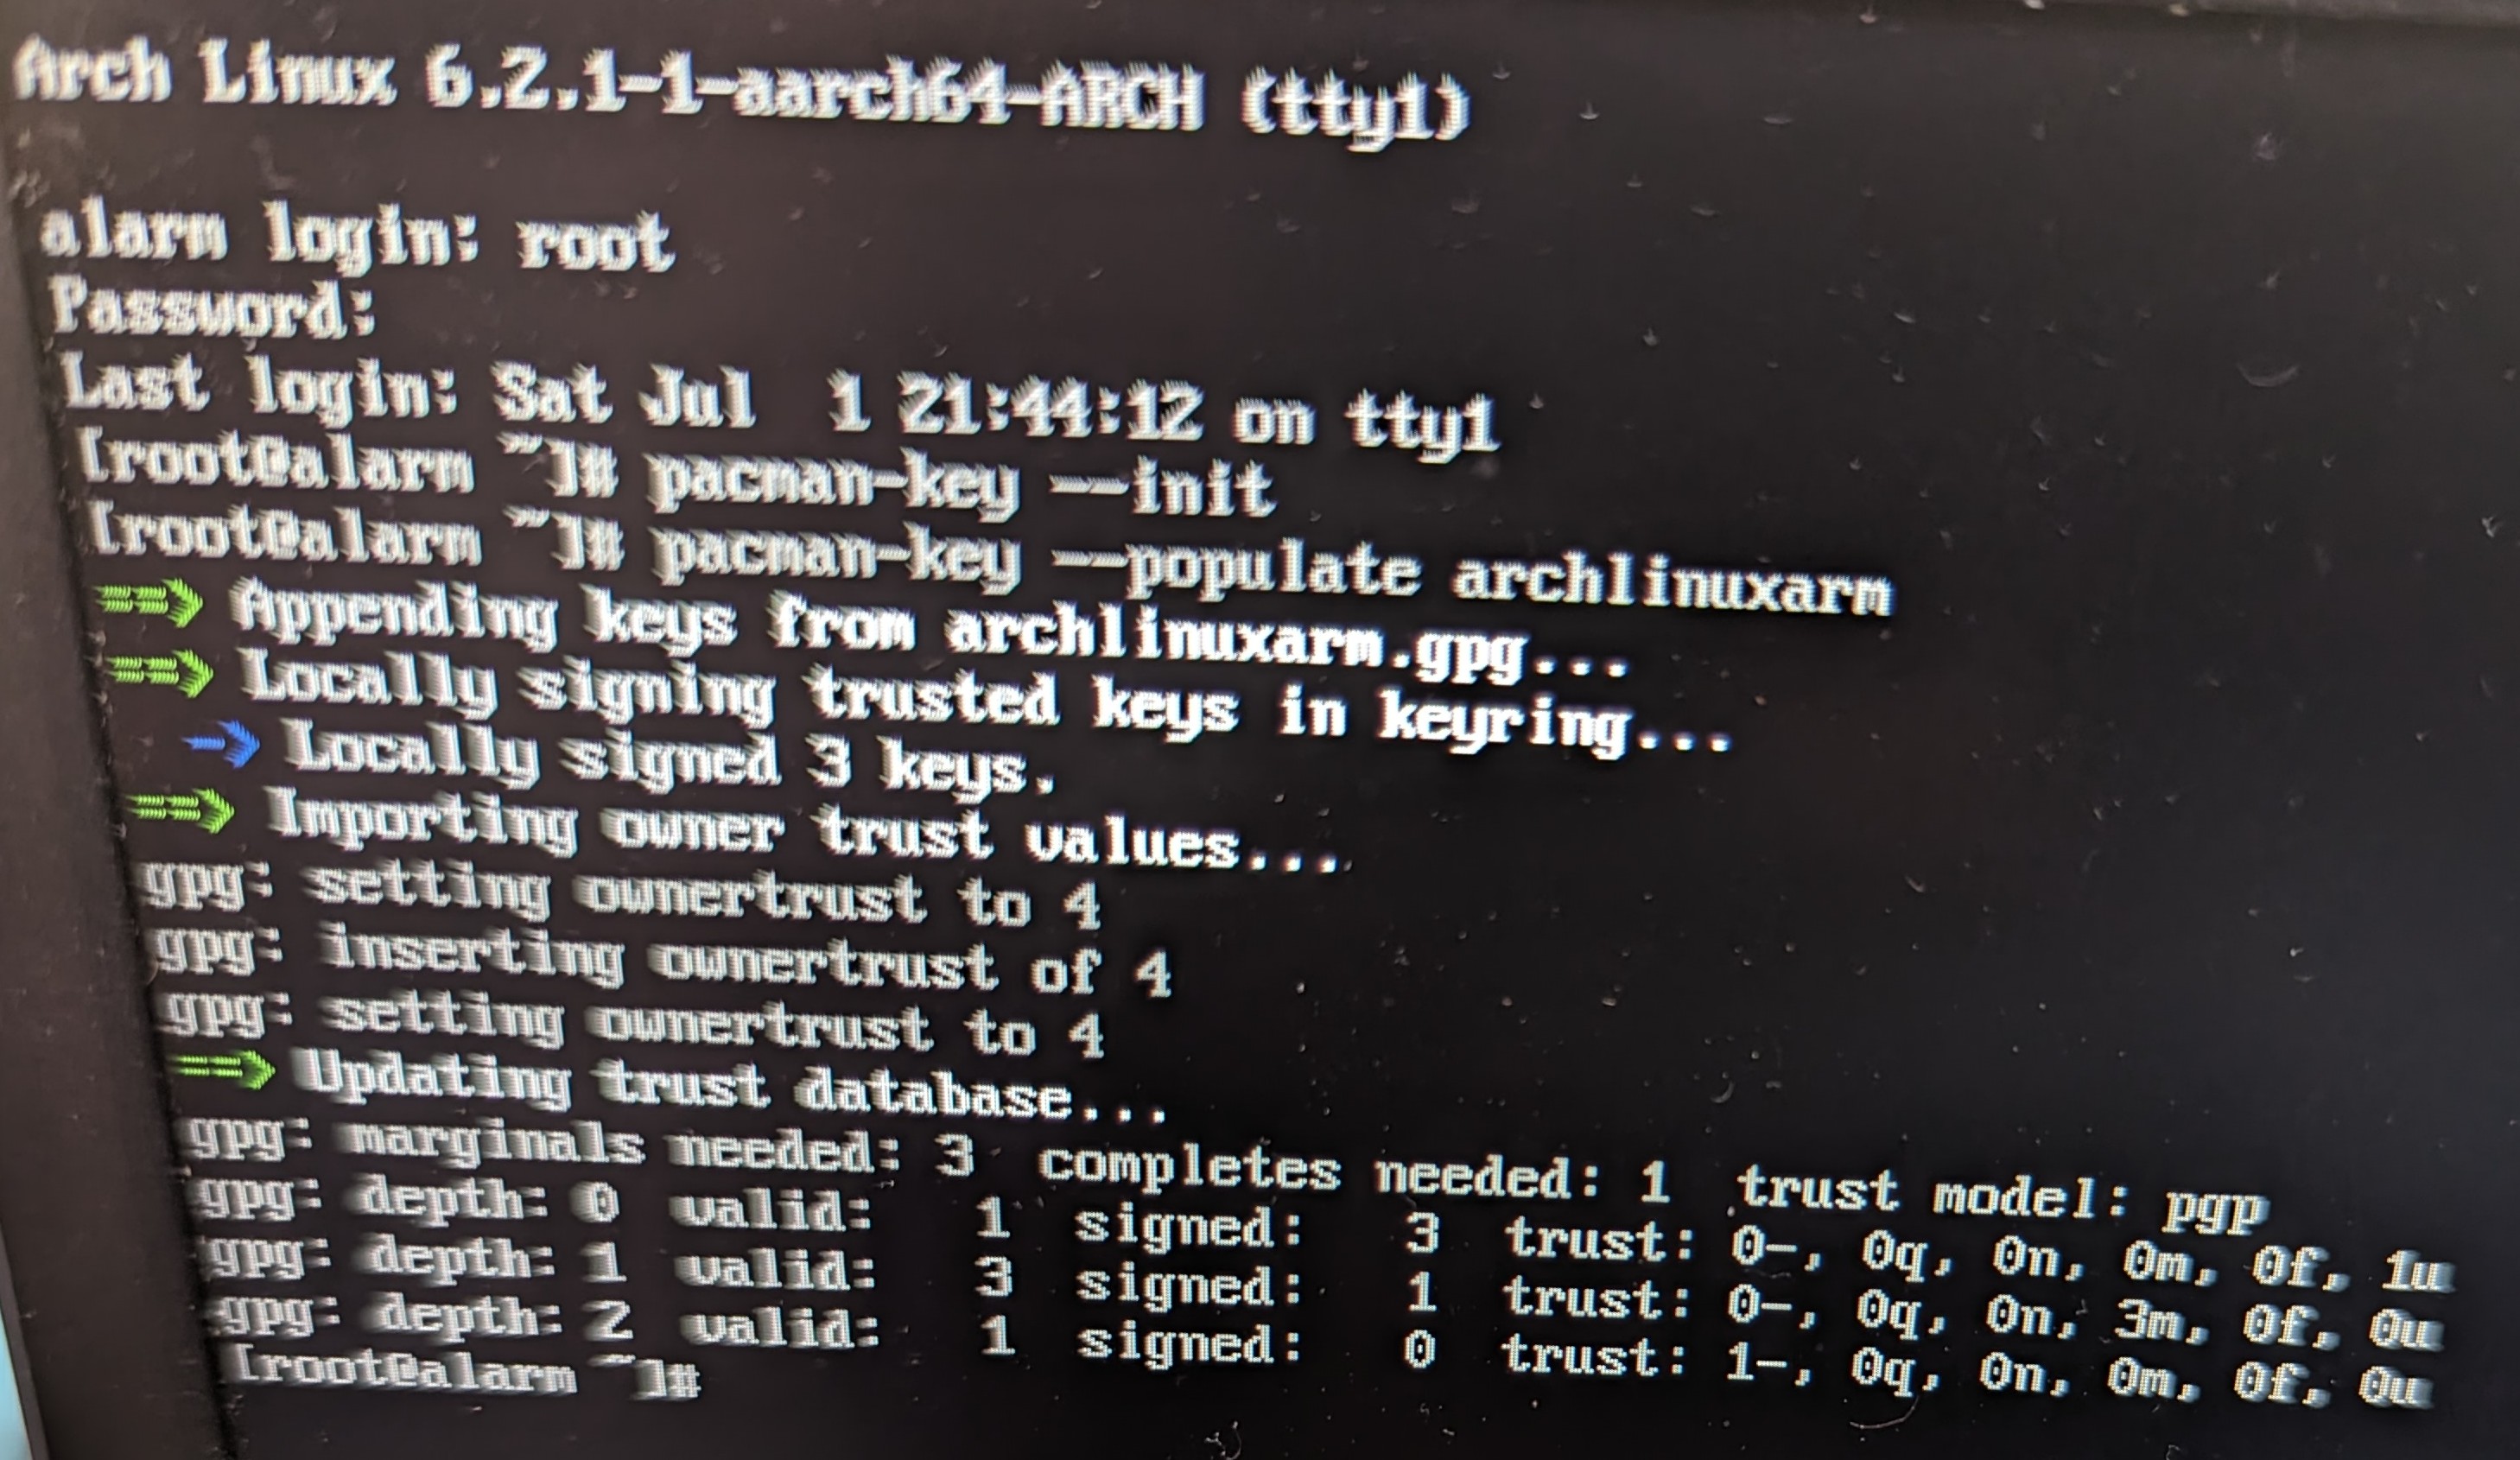 Arch Linux 6.2.1-1-aarch64-ARCH (tty1)
alarm login: root
Password:
Last login: Sat Jul  1 21:44:12 on tty1
[root@alarm ~]# pacman-key --init
[root@alarm ~]# pacman-key --populate archlinuxarm
==> Appending keys from archlinuxarm.gpg...
==> Locally signing trusted keys in keyring...
  -> Locally signed 3 keys.
==> Importing owner trust values...
gpg: setting ownertrust to 4
gpg: inserting ownertrust of 4
gpg: setting ownertrust to 4
==> Updating trust database...
gpg: marginals needed: 3  completes needed: 1  trust model: pgp
gpg: depth: 0  valid:   1  signed:   3  trust: 0-, 0q, 0n, 0m, 0f, 1u
gpg: depth: 1  valid:   3  signed:   1  trust: 0-, 0q, 0n, 3m, 0f, 0u
gpg: depth: 2  valid:   1  signed:   0  trust: 1-, 0q, 0n, 0m, 0f, 0u
[root@alarm ~]#